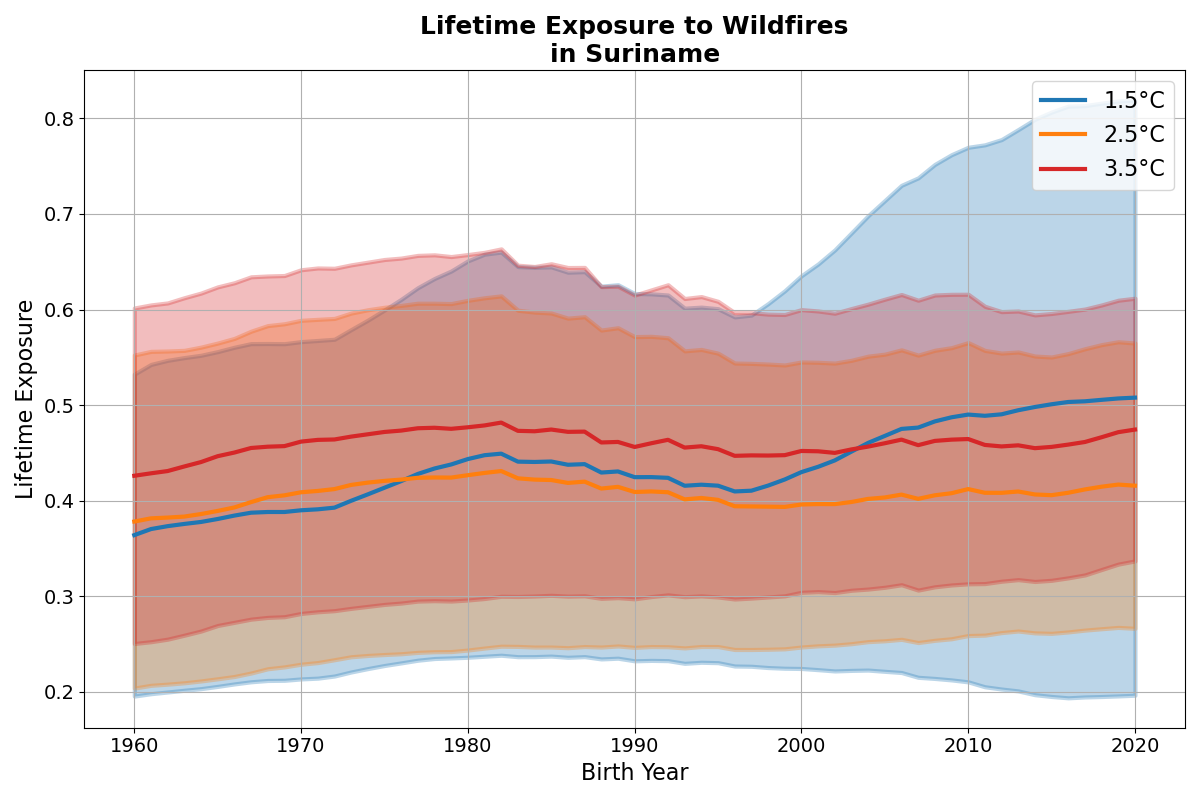 Lifetime Exposure to Wildfires
in Suriname
1.5°C
2.5°C
3.5°C
Lifetime Exposure
0.8
0.7
0.6
0.5
0.4
0.3
0.2
1960
1970
1980
1990
2000
2010
2020
Birth Year